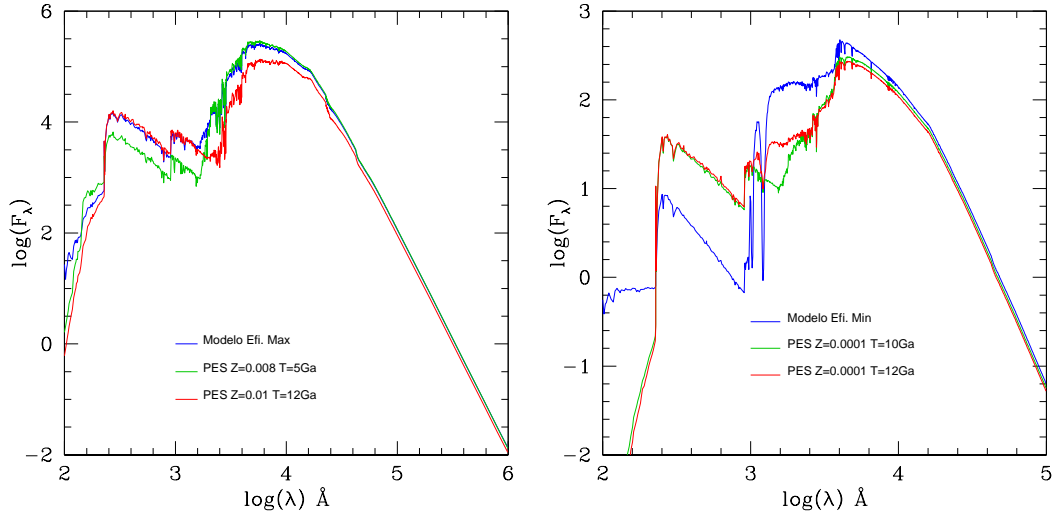 6
4
2
0
−2
log(F_λ)
Modelo Efi. Max
PES Z=0.008 T=5Ga
PES Z=0.01 T=12Ga
2 3 4 5 6
log(λ) Å
3
2
1
0
−1
−2
log(F_λ)
Modelo Efi. Min
PES Z=0.0001 T=10Ga
PES Z=0.0001 T=12Ga
2 3 4 5
log(λ) Å